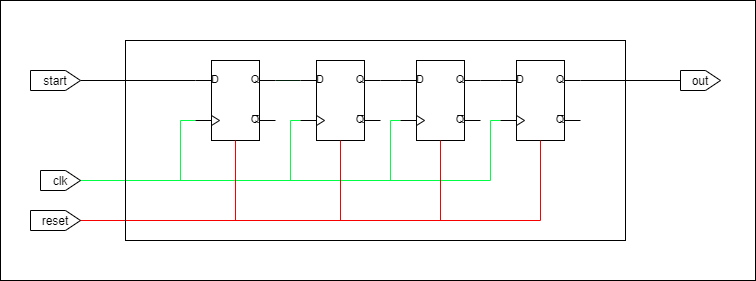 start D Q D Q D Q D Q out
Q Q Q Q
clk
reset